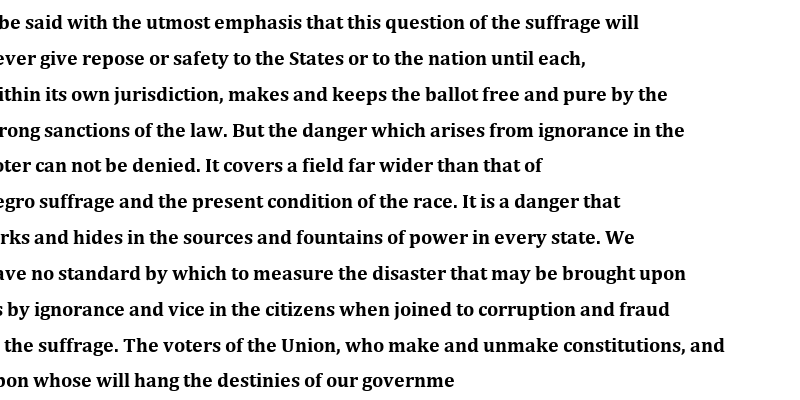 be said with the utmost emphasis that this question of the suffrage will
ever give repose or safety to the States or to the nation until each,
ithin its own jurisdiction, makes and keeps the ballot free and pure by the
rong sanctions of the law. But the danger which arises from ignorance in the
oter can not be denied. It covers a field far wider than that of
egro suffrage and the present condition of the race. It is a danger that
rks and hides in the sources and fountains of power in every state. We
ave no standard by which to measure the disaster that may be brought upon
s by ignorance and vice in the citizens when joined to corruption and fraud
the suffrage. The voters of the Union, who make and unmake constitutions, and
pon whose will hang the destinies of our governme